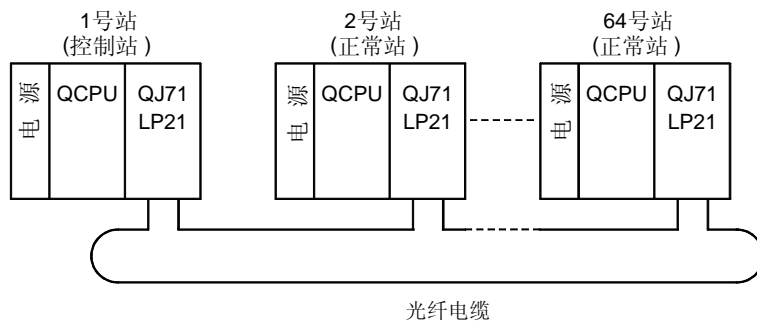 1号站
(控制站)
2号站
(正常站)
64号站
(正常站)
电源
QCPU
QJ71
LP21
电源
QCPU
QJ71
LP21
电源
QCPU
QJ71
LP21
光纤电缆